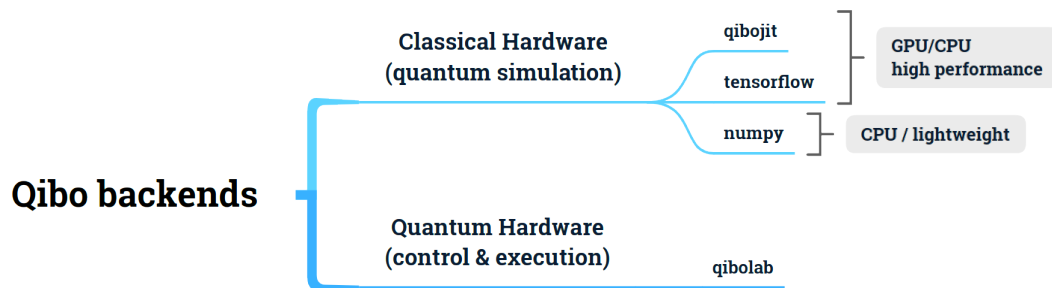 Qibo backends
Classical Hardware
(quantum simulation)
qibojit
tensorflow
numpy
GPU/CPU
high performance
CPU / lightweight
Quantum Hardware
(control & execution)
qibolab